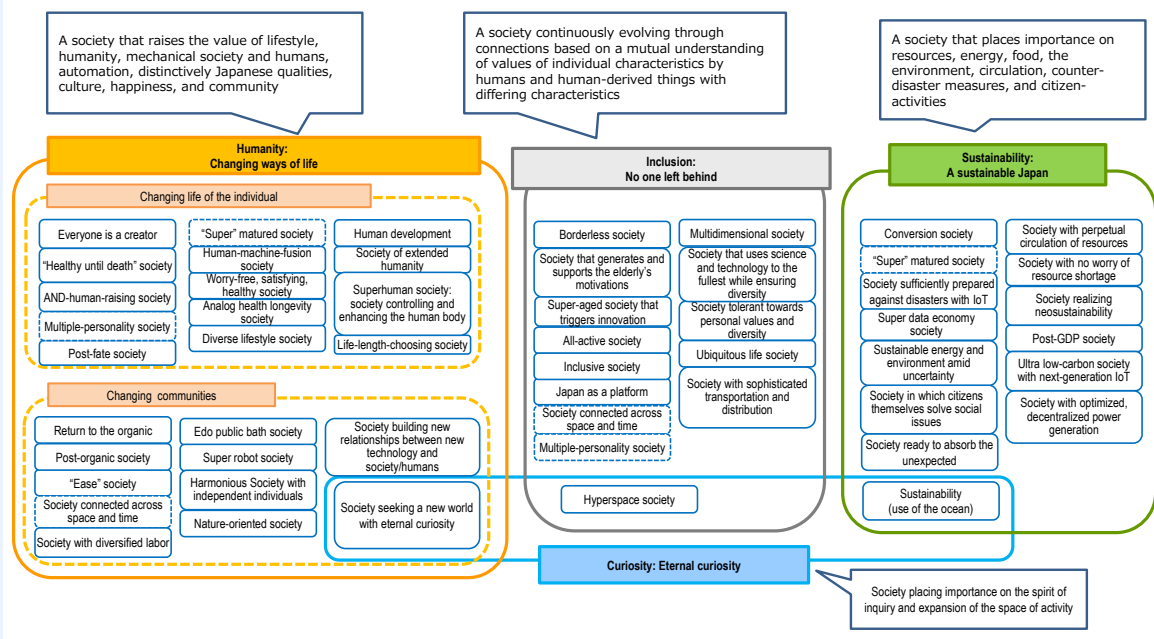 A society that raises the value of lifestyle,
humanity, mechanical society and humans,
automation, distinctively Japanese qualities,
culture, happiness, and community
A society continuously evolving through
connections based on a mutual understanding
of values of individual characteristics by
humans and human-derived things with
differing characteristics
A society that places importance on
resources, energy, food, the
environment, circulation, counter-
disaster measures, and citizen-
activities
Humanity:
Changing ways of life
Changing life of the individual
Everyone is a creator
“Healthy until death” society
AND-human-raising society
Multiple-personality society
Post-fate society
“Super” matured society
Human-machine-fusion
society
Worry-free, satisfying,
healthy society
Analog health longevity
society
Diverse lifestyle society
Human development
Society of extended
humanity
Superhuman society:
society controlling and
enhancing the human body
Life-length-choosing society
Changing communities
Return to the organic
Post-organic society
“Ease” society
Society connected across
space and time
Society with diversified labor
Edo public bath society
Super robot society
Harmonious Society with
independent individuals
Nature-oriented society
Society building new
relationships between new
technology and
society/humans
Society seeking a new world
with eternal curiosity
Inclusion:
No one left behind
Borderless society
Society that generates and
supports the elderly’s
motivations
Super-aged society that
triggers innovation
All-active society
Inclusive society
Japan as a platform
Society connected across
space and time
Multiple-personality society
Multidimensional society
Society that uses science
and technology to the
fullest while ensuring
diversity
Society tolerant towards
personal values and
diversity
Ubiquitous life society
Society with sophisticated
transportation and
distribution
Hyperspace society
Sustainability:
A sustainable Japan
Conversion society
“Super” matured society
Society sufficiently prepared
against disasters with IoT
Super data economy
society
Sustainable energy and
environment amid
uncertainty
Society in which citizens
themselves solve social
issues
Society ready to absorb the
unexpected
Society with perpetual
circulation of resources
Society with no worry of
resource shortage
Society realizing
neosustainability
Post-GDP society
Ultra low-carbon society
with next-generation IoT
Society with optimized,
decentralized power
generation
Sustainability
(use of the ocean)
Curiosity: Eternal curiosity
Society placing importance on the spirit of
inquiry and expansion of the space of activity